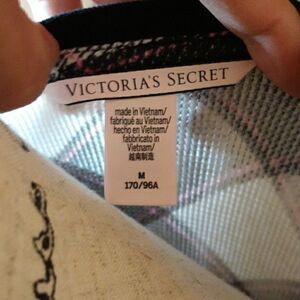 VICTORIA'S SECRET
made in Vietnam/
fabriqué au Vietnam/
hecho en Vietnam/
fabbricato in
Vietnam/
越南制造
M
170/96A